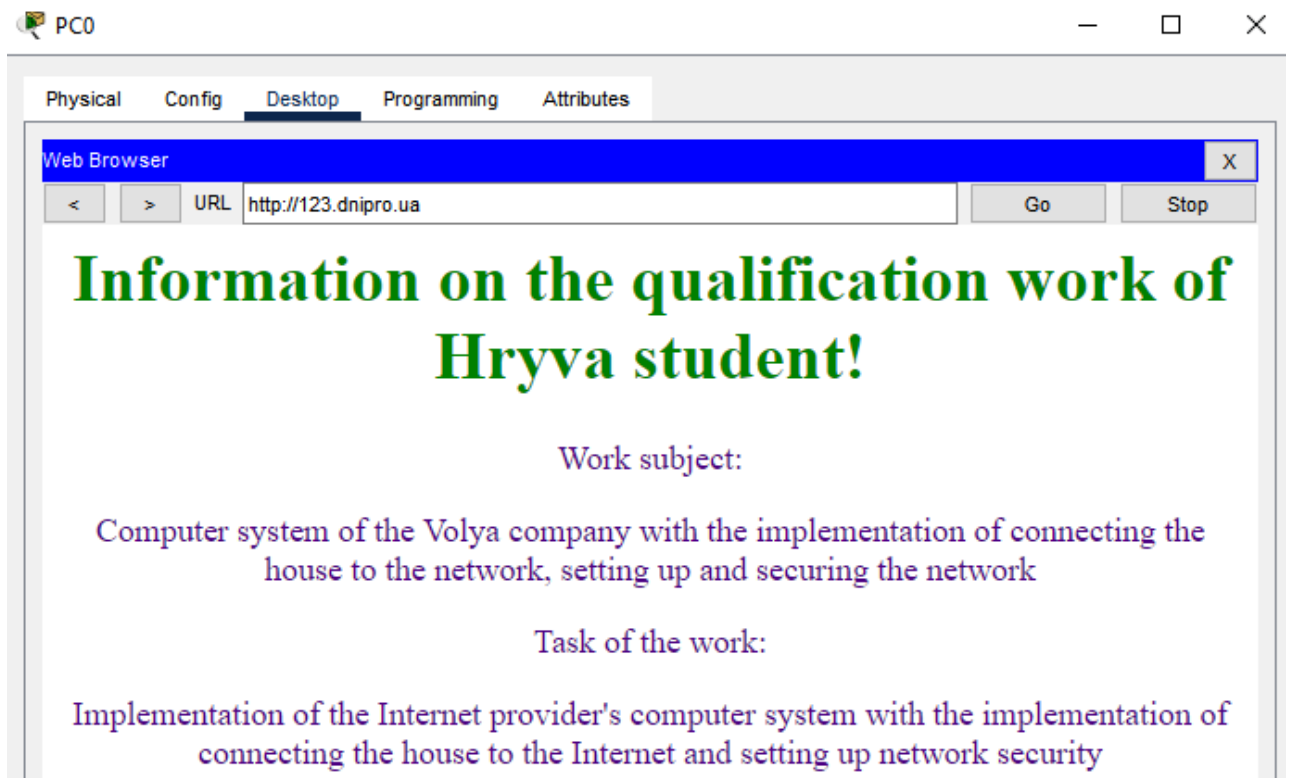 PC0
Physical Config Desktop Programming Attributes
Web Browser X
< > URL http://123.dnipro.ua Go Stop
Information on the qualification work of
Hryva student!
Work subject:
Computer system of the Volya company with the implementation of connecting the
house to the network, setting up and securing the network
Task of the work:
Implementation of the Internet provider's computer system with the implementation of
connecting the house to the Internet and setting up network security